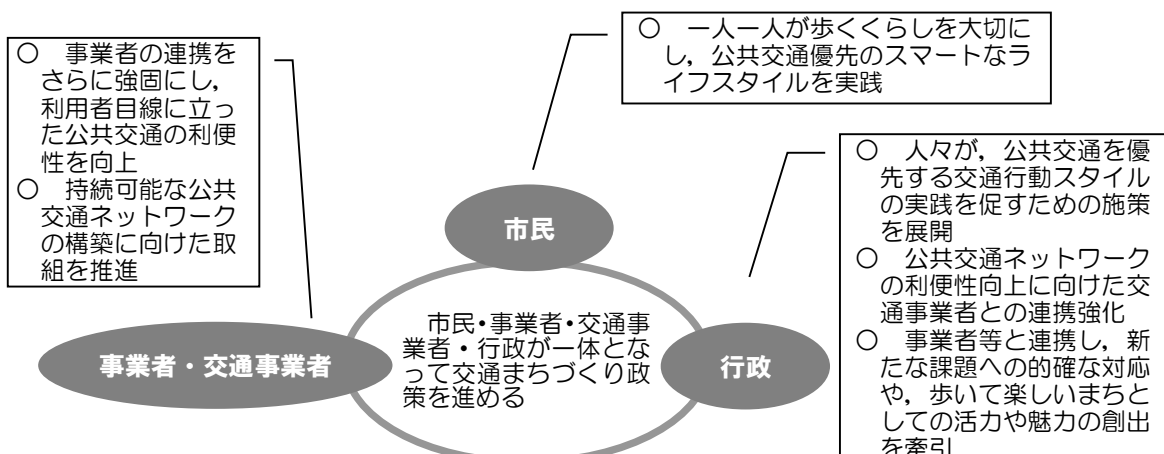 ○　事業者の連携を
さらに強固にし，
利用者目線に立っ
た公共交通の利便
性を向上
○　持続可能な公共
交通ネットワーク
の構築に向けた取
組を推進
○　一人一人が歩くくらしを大切に
し，公共交通優先のスマートなラ
イフスタイルを実践
○　人々が，公共交通を優
先する交通行動スタイル
の実践を促すための施策
を展開
○　公共交通ネットワーク
の利便性向上に向けた交
通事業者との連携強化
○　事業者等と連携し，新
たな課題への的確な対応
や，歩いて楽しいまちと
しての活力や魅力の創出
を牽引
市民
事業者・交通事業者
市民・事業者・交通事
業者・行政が一体とな
って交通まちづくり政
策を進める
行政